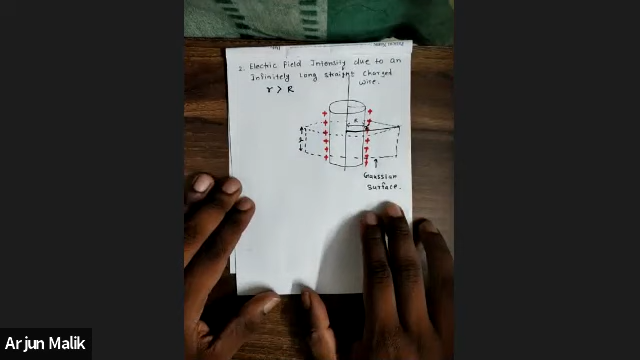 2. Electric Field Intensity due to an
Infinitely Long straight Charged
Wire.
r > R
R
Gaussian
Surface.
Arjun Malik